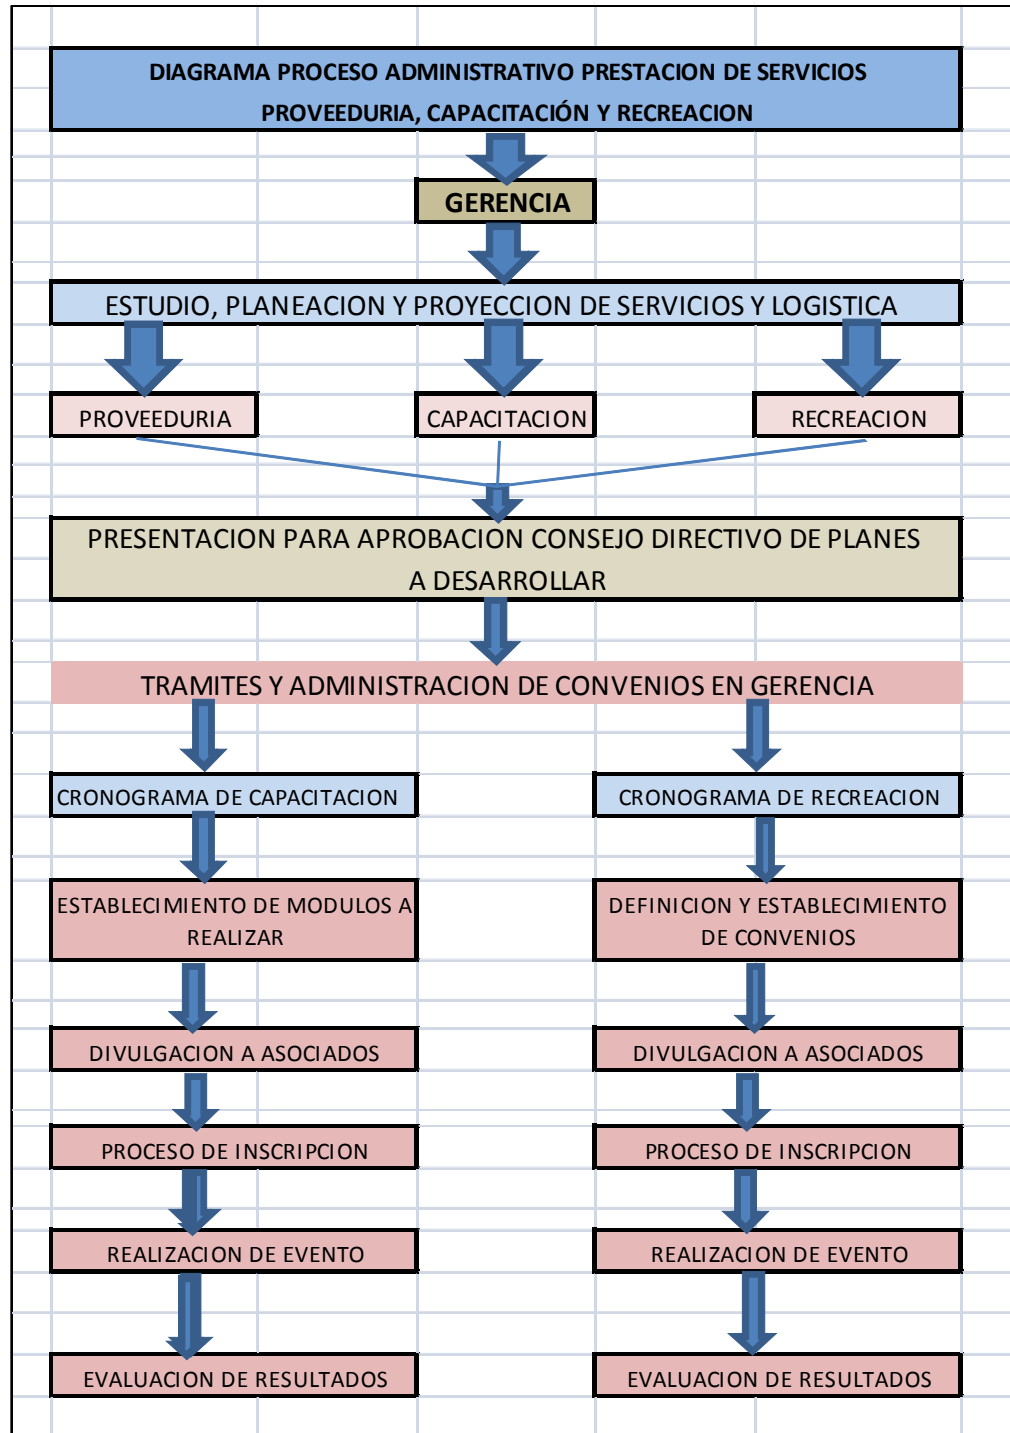 DIAGRAMA PROCESO ADMINISTRATIVO PRESTACION DE SERVICIOS
PROVEEDURIA, CAPACITACIÓN Y RECREACION
GERENCIA
ESTUDIO, PLANEACION Y PROYECCION DE SERVICIOS Y LOGISTICA
PROVEEDURIA
CAPACITACION
RECREACION
PRESENTACION PARA APROBACION CONSEJO DIRECTIVO DE PLANES
A DESARROLLAR
TRAMITES Y ADMINISTRACION DE CONVENIOS EN GERENCIA
CRONOGRAMA DE CAPACITACION
CRONOGRAMA DE RECREACION
ESTABLECIMIENTO DE MODULOS A
REALIZAR
DEFINICION Y ESTABLECIMIENTO
DE CONVENIOS
DIVULGACION A ASOCIADOS
DIVULGACION A ASOCIADOS
PROCESO DE INSCRIPCION
PROCESO DE INSCRIPCION
REALIZACION DE EVENTO
REALIZACION DE EVENTO
EVALUACION DE RESULTADOS
EVALUACION DE RESULTADOS